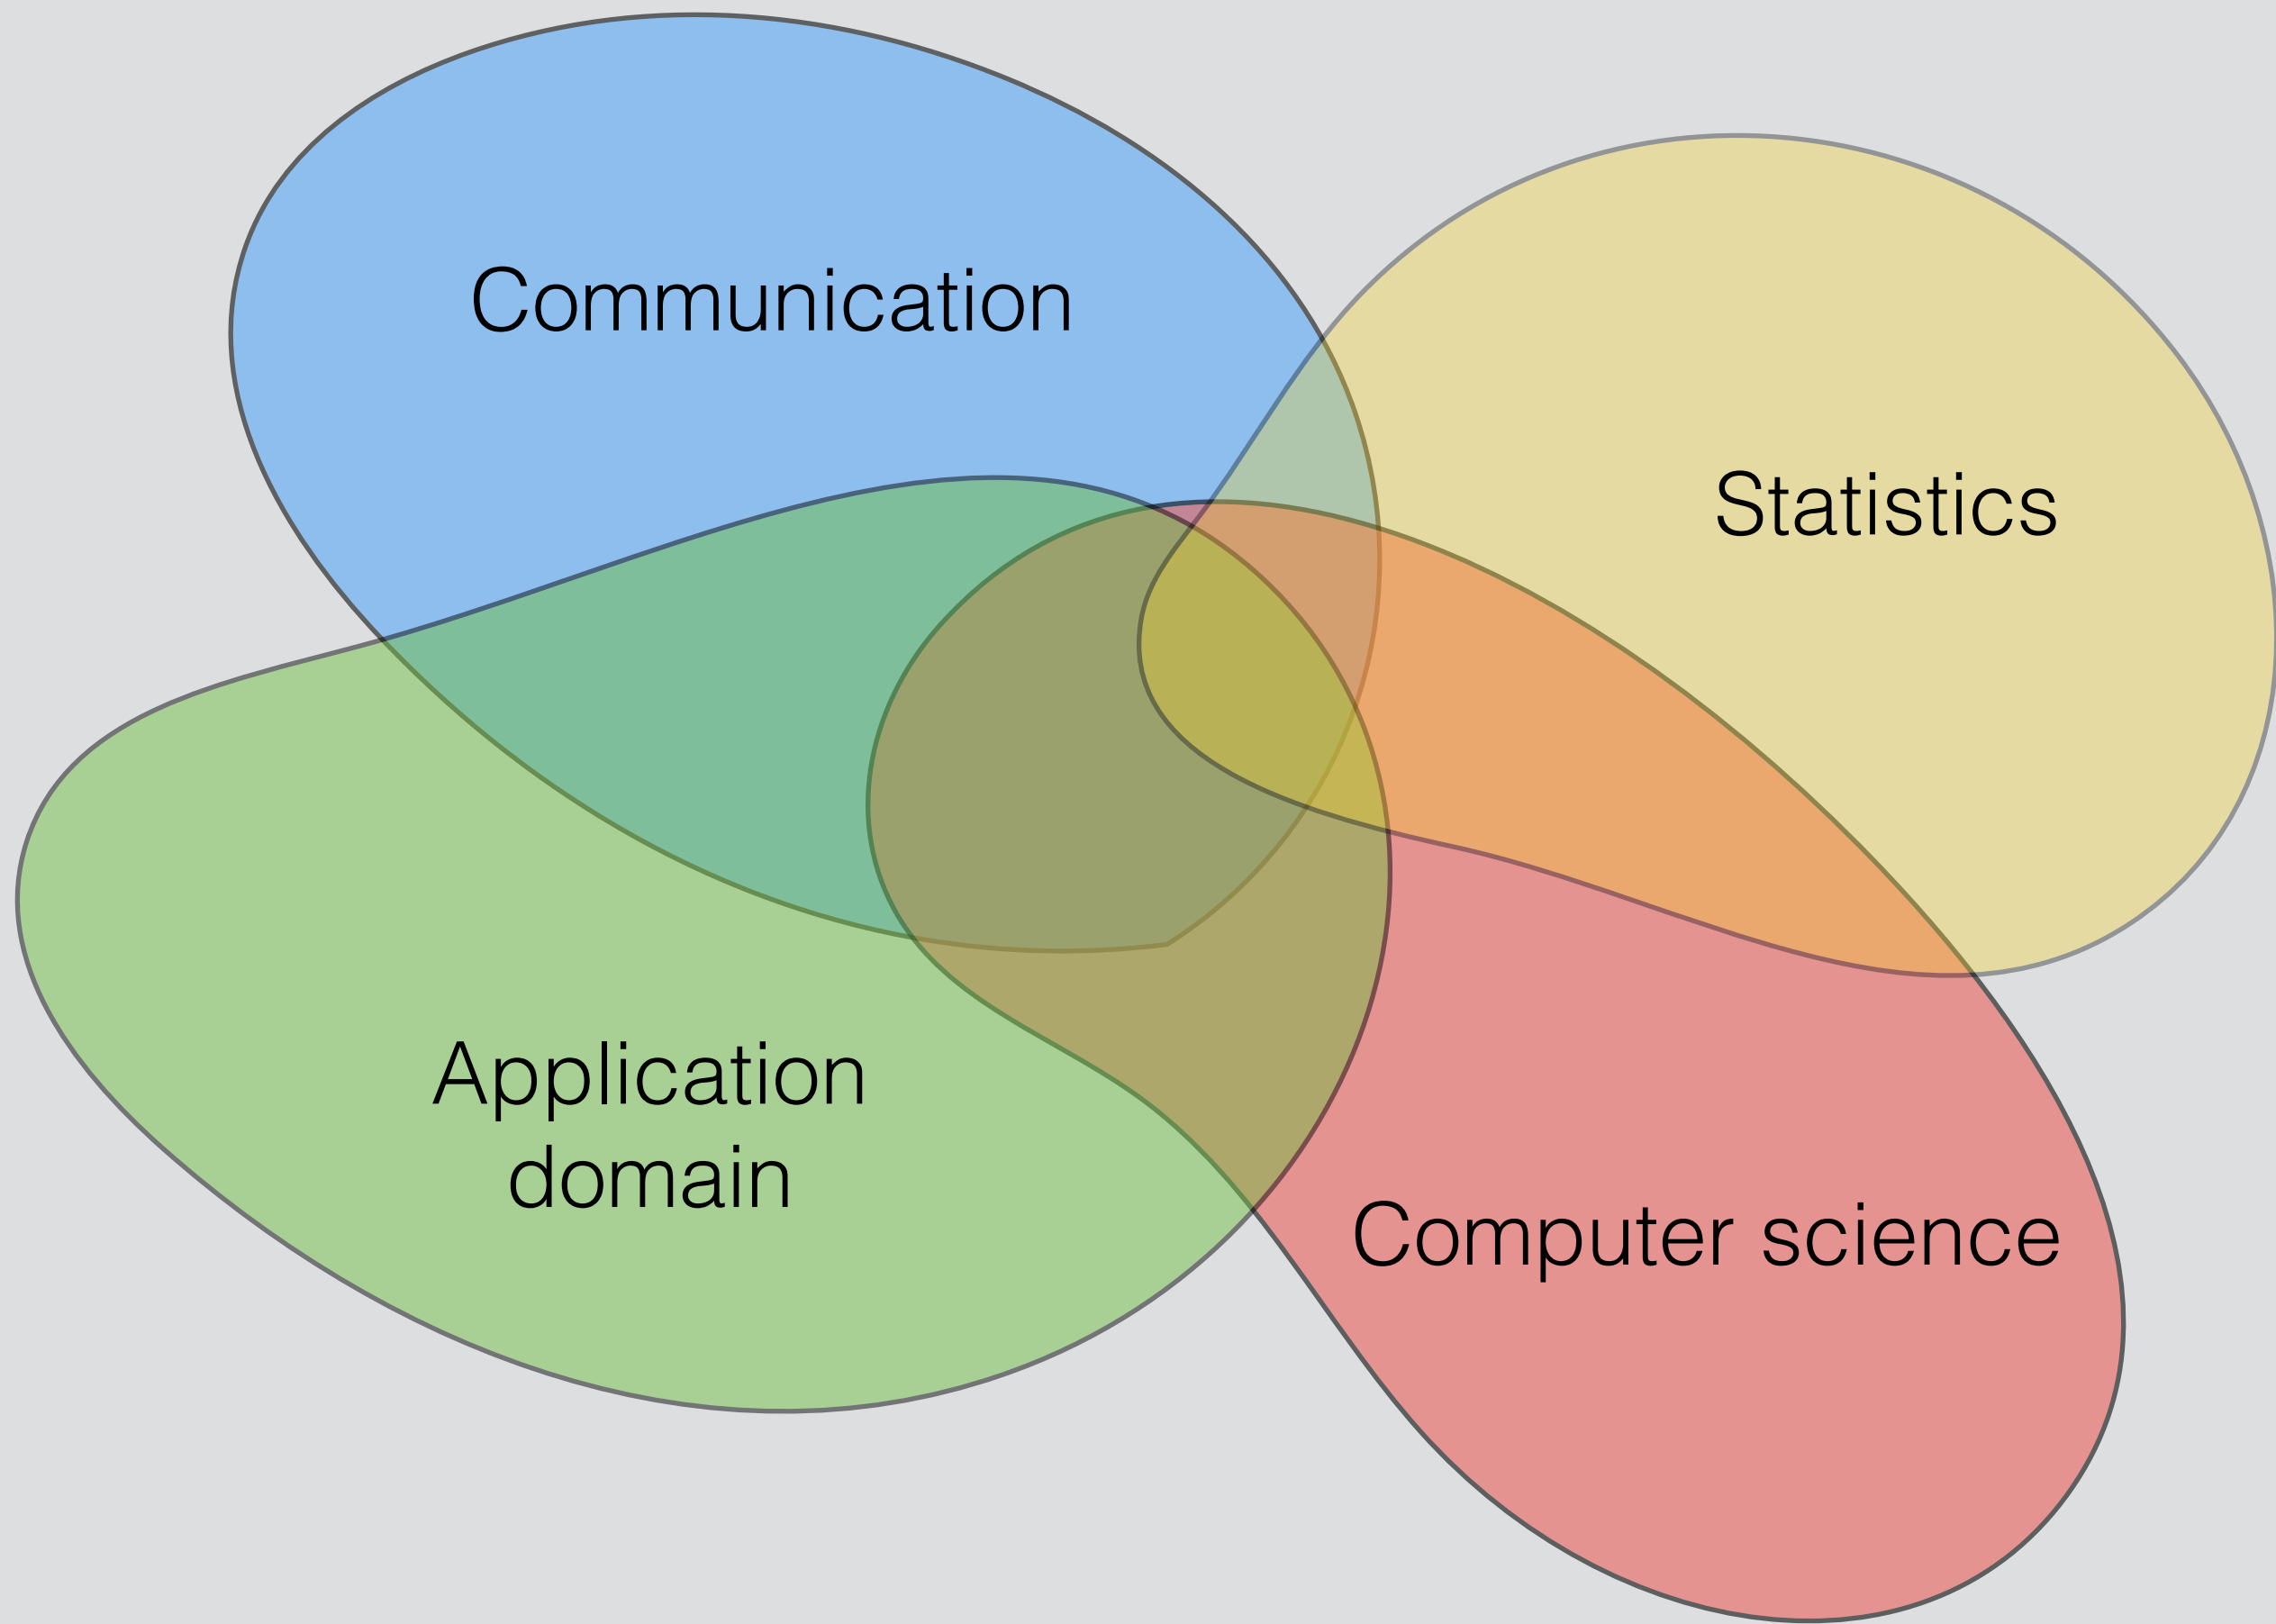 Communication
Statistics
Application
domain
Computer science